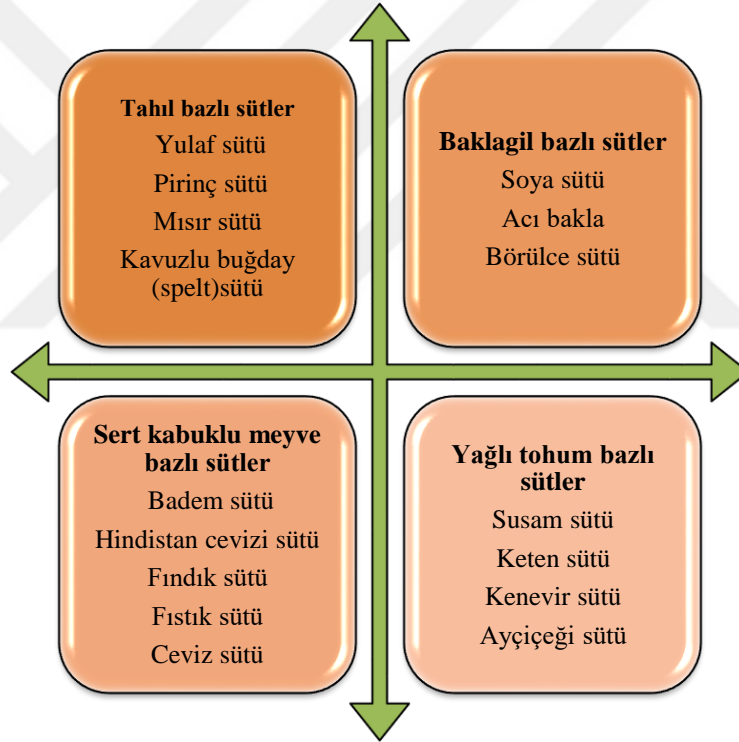 Tahıl bazlı sütler
Yulaf sütü
Pirinç sütü
Mısır sütü
Kavuzlu buğday
(spelt)sütü
Baklagil bazlı sütler
Soya sütü
Acı bakla
Börülce sütü
Sert kabuklu meyve
bazlı sütler
Badem sütü
Hindistan cevizi sütü
Fındık sütü
Fıstık sütü
Ceviz sütü
Yağlı tohum bazlı
sütler
Susam sütü
Keten sütü
Kenevir sütü
Ayçiçeği sütü